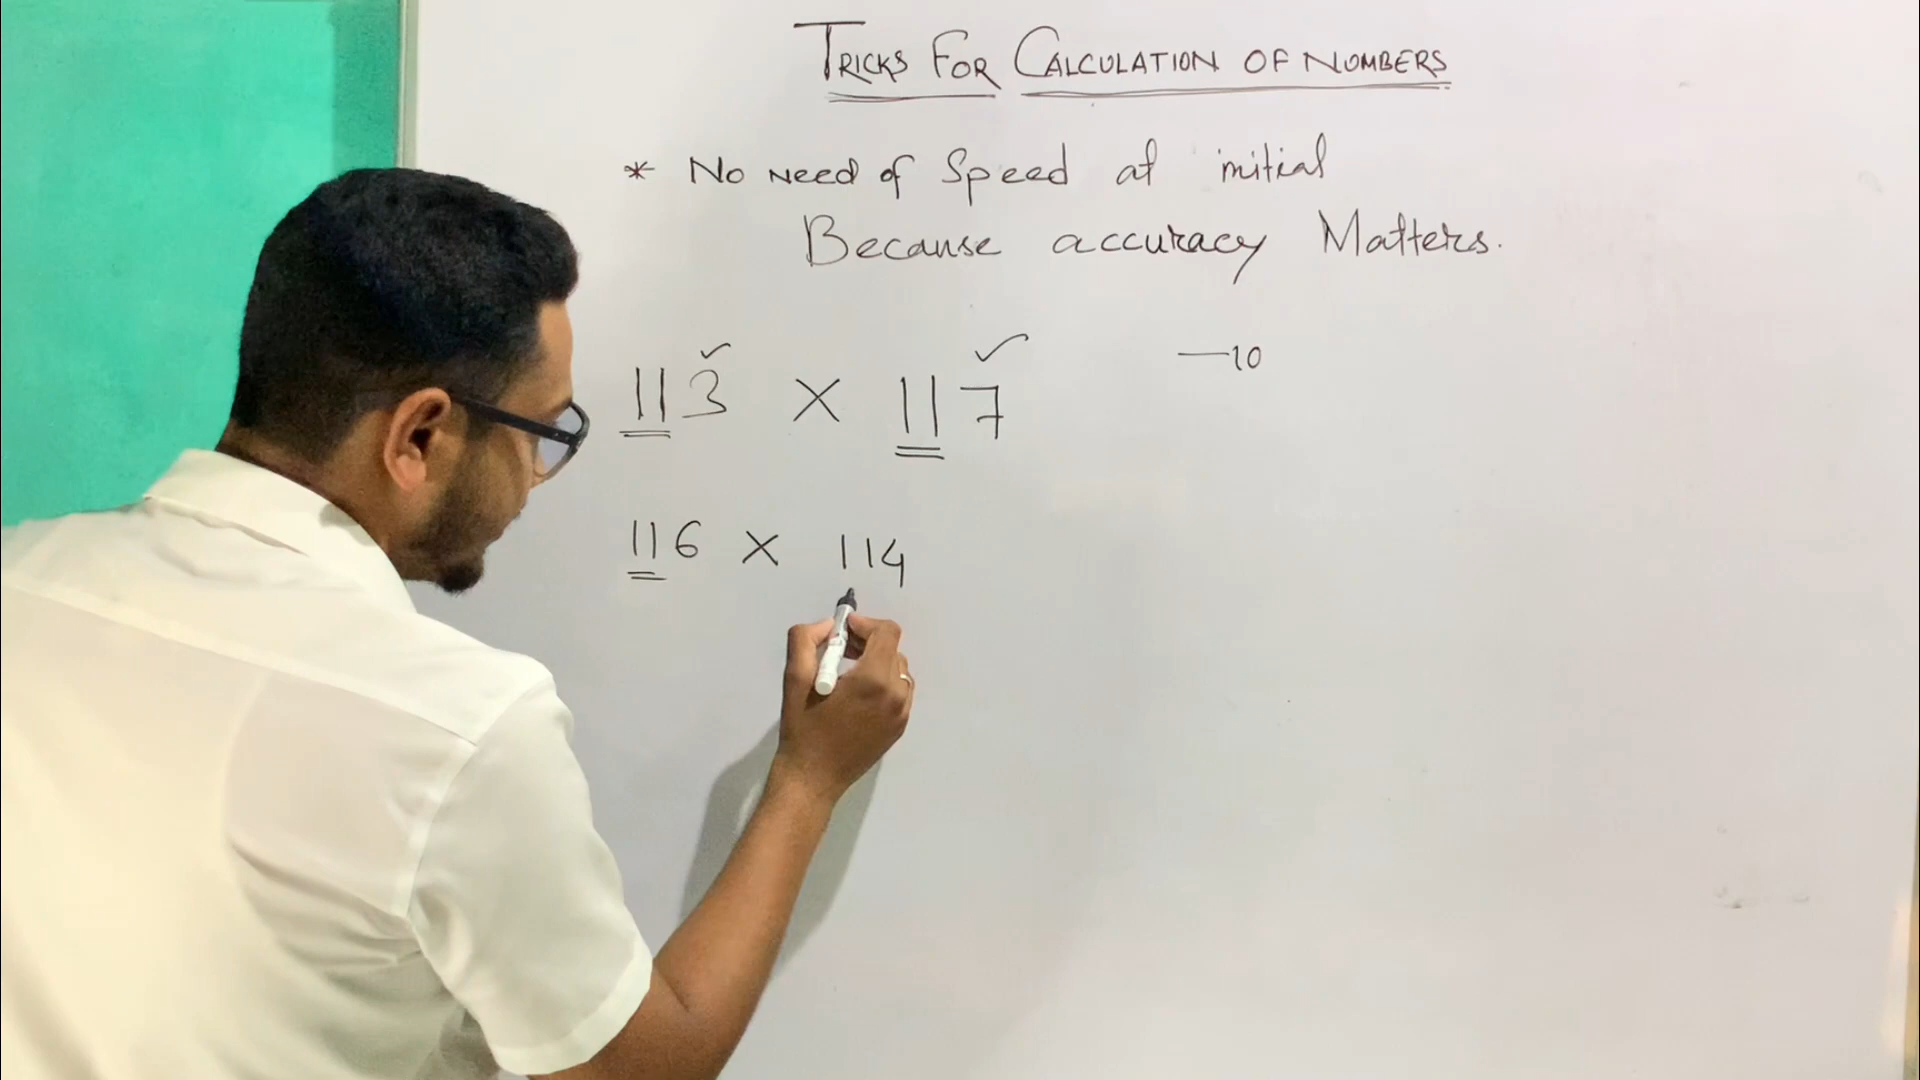 TRICKS FOR CALCULATION OF NUMBERS
* No Need of Speed at initial
Because accuracy Matters.
113 X 117 —10
116 X 114